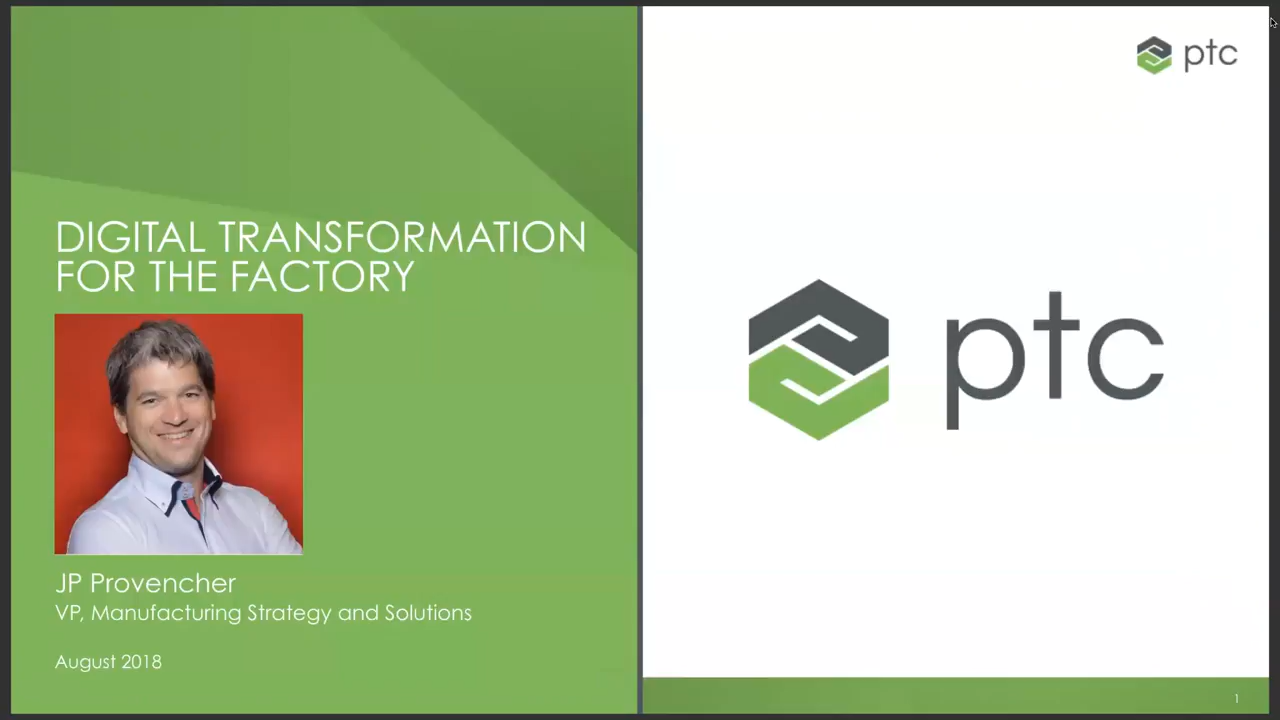 DIGITAL TRANSFORMATION
FOR THE FACTORY
JP Provencher
VP, Manufacturing Strategy and Solutions
August 2018
ptc
ptc
1